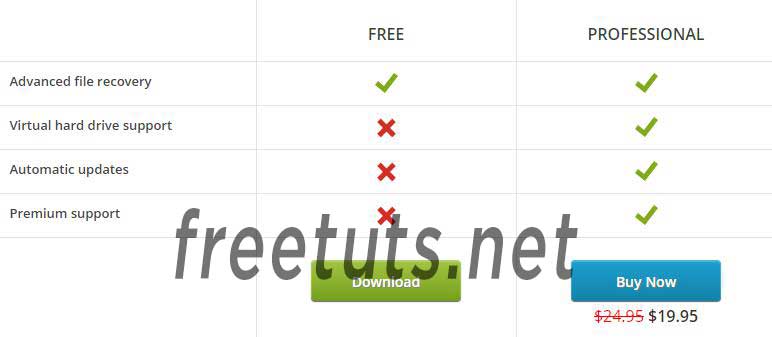 FREE PROFESSIONAL
Advanced file recovery
Virtual hard drive support
Automatic updates
Premium support
freetuts.net
Download Buy Now
$24.95 $19.95